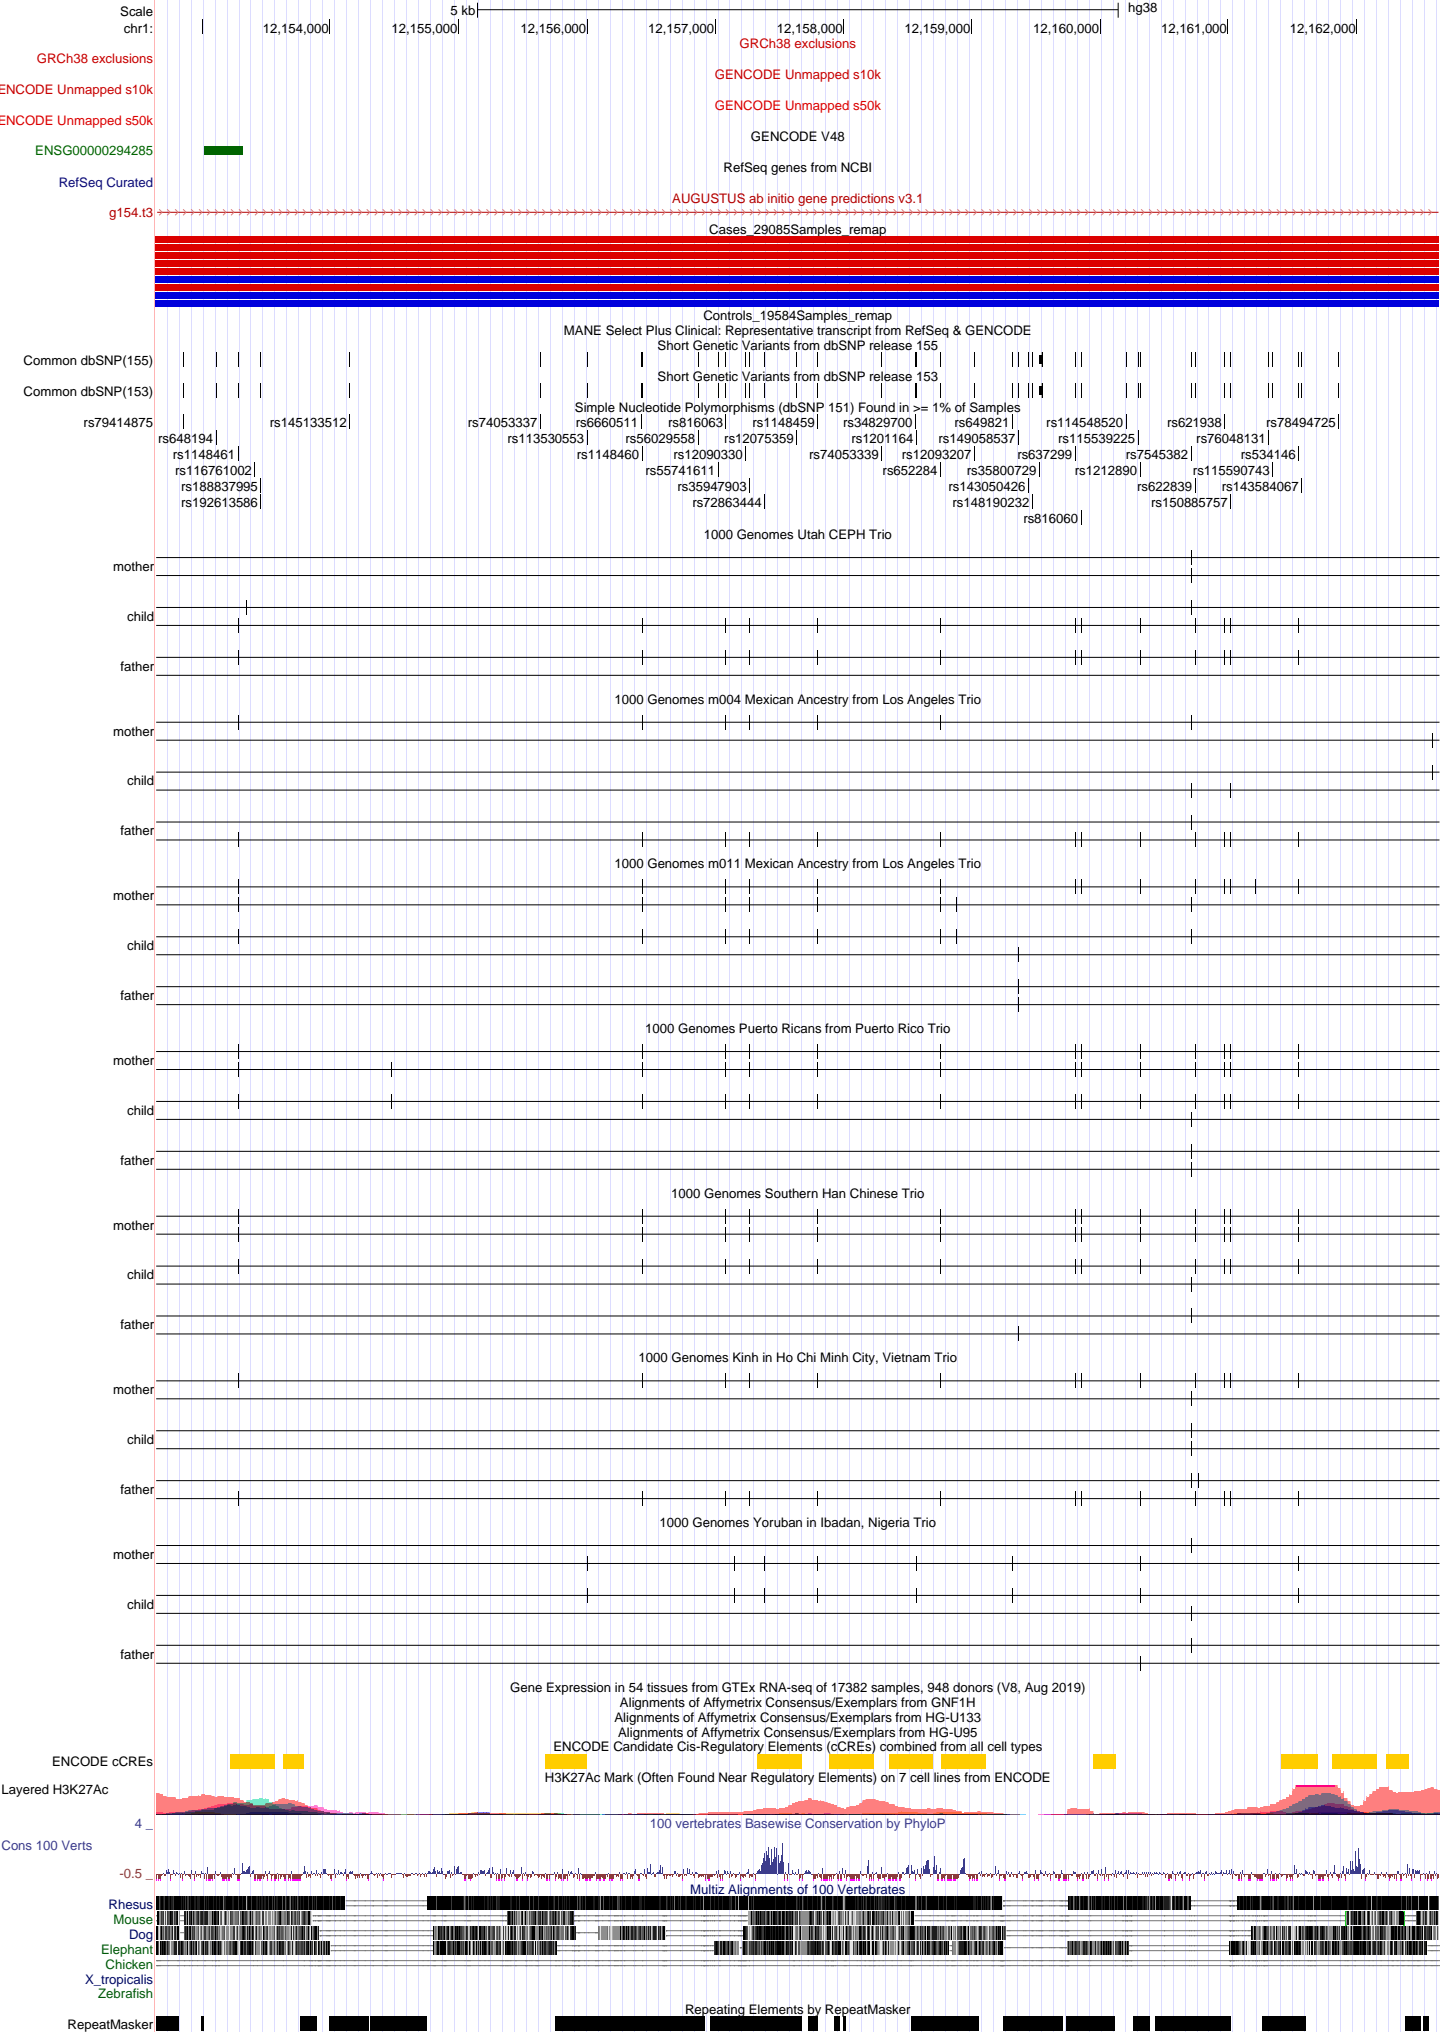 Scale 5 kb hg38
chr1: 12,154,000 12,155,000 12,156,000 12,157,000 12,158,000 12,159,000 12,160,000 12,161,000 12,162,000
GRCh38 exclusions
GRCh38 exclusions
GENCODE Unmapped s10k
ENCODE Unmapped s10k
GENCODE Unmapped s50k
ENCODE Unmapped s50k
GENCODE V48
ENSG00000294285
RefSeq genes from NCBI
RefSeq Curated
AUGUSTUS ab initio gene predictions v3.1
g154.t3
Cases_29085Samples_remap
Controls_19584Samples_remap
MANE Select Plus Clinical: Representative transcript from RefSeq & GENCODE
Short Genetic Variants from dbSNP release 155
Common dbSNP(155)
Short Genetic Variants from dbSNP release 153
Common dbSNP(153)
Simple Nucleotide Polymorphisms (dbSNP 151) Found in >= 1% of Samples
rs79414875 rs145133512 rs74053337 rs6660511 rs816063 rs1148459 rs34829700 rs649821 rs114548520 rs621938 rs78494725
rs648194 rs113530553 rs56029558 rs12075359 rs1201164 rs149058537 rs115539225 rs76048131
rs1148461 rs1148460 rs12090330 rs74053339 rs12093207 rs637299 rs7545382 rs534146
rs116761002 rs55741611 rs652284 rs35800729 rs1212890 rs115590743
rs188837995 rs35947903 rs143050426 rs622839 rs143584067
rs192613586 rs72863444 rs148190232 rs150885757
rs816060
1000 Genomes Utah CEPH Trio
mother
child
father
1000 Genomes m004 Mexican Ancestry from Los Angeles Trio
mother
child
father
1000 Genomes m011 Mexican Ancestry from Los Angeles Trio
mother
child
father
1000 Genomes Puerto Ricans from Puerto Rico Trio
mother
child
father
1000 Genomes Southern Han Chinese Trio
mother
child
father
1000 Genomes Kinh in Ho Chi Minh City, Vietnam Trio
mother
child
father
1000 Genomes Yoruban in Ibadan, Nigeria Trio
mother
child
father
Gene Expression in 54 tissues from GTEx RNA-seq of 17382 samples, 948 donors (V8, Aug 2019)
Alignments of Affymetrix Consensus/Exemplars from GNF1H
Alignments of Affymetrix Consensus/Exemplars from HG-U133
Alignments of Affymetrix Consensus/Exemplars from HG-U95
ENCODE Candidate Cis-Regulatory Elements (cCREs) combined from all cell types
ENCODE cCREs
H3K27Ac Mark (Often Found Near Regulatory Elements) on 7 cell lines from ENCODE
Layered H3K27Ac
100 vertebrates Basewise Conservation by PhyloP
4 _
Cons 100 Verts
-0.5 _
Multiz Alignments of 100 Vertebrates
Rhesus
Mouse
Dog
Elephant
Chicken
X_tropicalis
Zebrafish
Repeating Elements by RepeatMasker
RepeatMasker